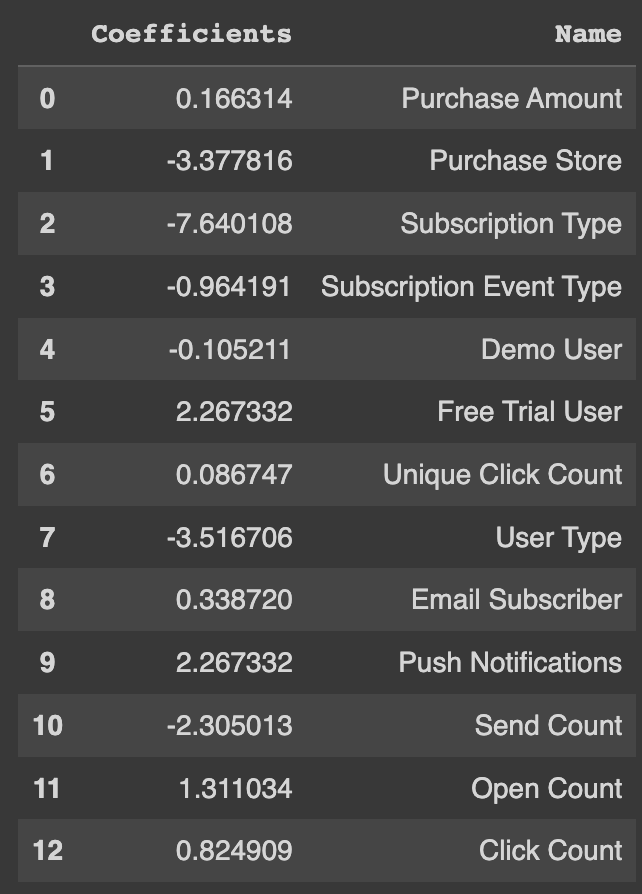 Coefficients Name
0 0.166314 Purchase Amount
1 -3.377816 Purchase Store
2 -7.640108 Subscription Type
3 -0.964191 Subscription Event Type
4 -0.105211 Demo User
5 2.267332 Free Trial User
6 0.086747 Unique Click Count
7 -3.516706 User Type
8 0.338720 Email Subscriber
9 2.267332 Push Notifications
10 -2.305013 Send Count
11 1.311034 Open Count
12 0.824909 Click Count